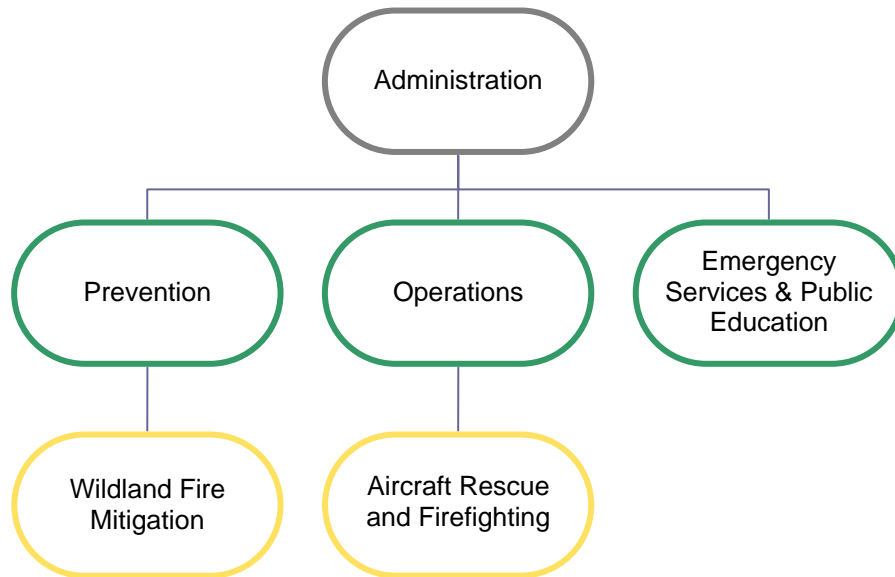 Administration
Prevention
Operations
Emergency
Services & Public
Education
Wildland Fire
Mitigation
Aircraft Rescue
and Firefighting